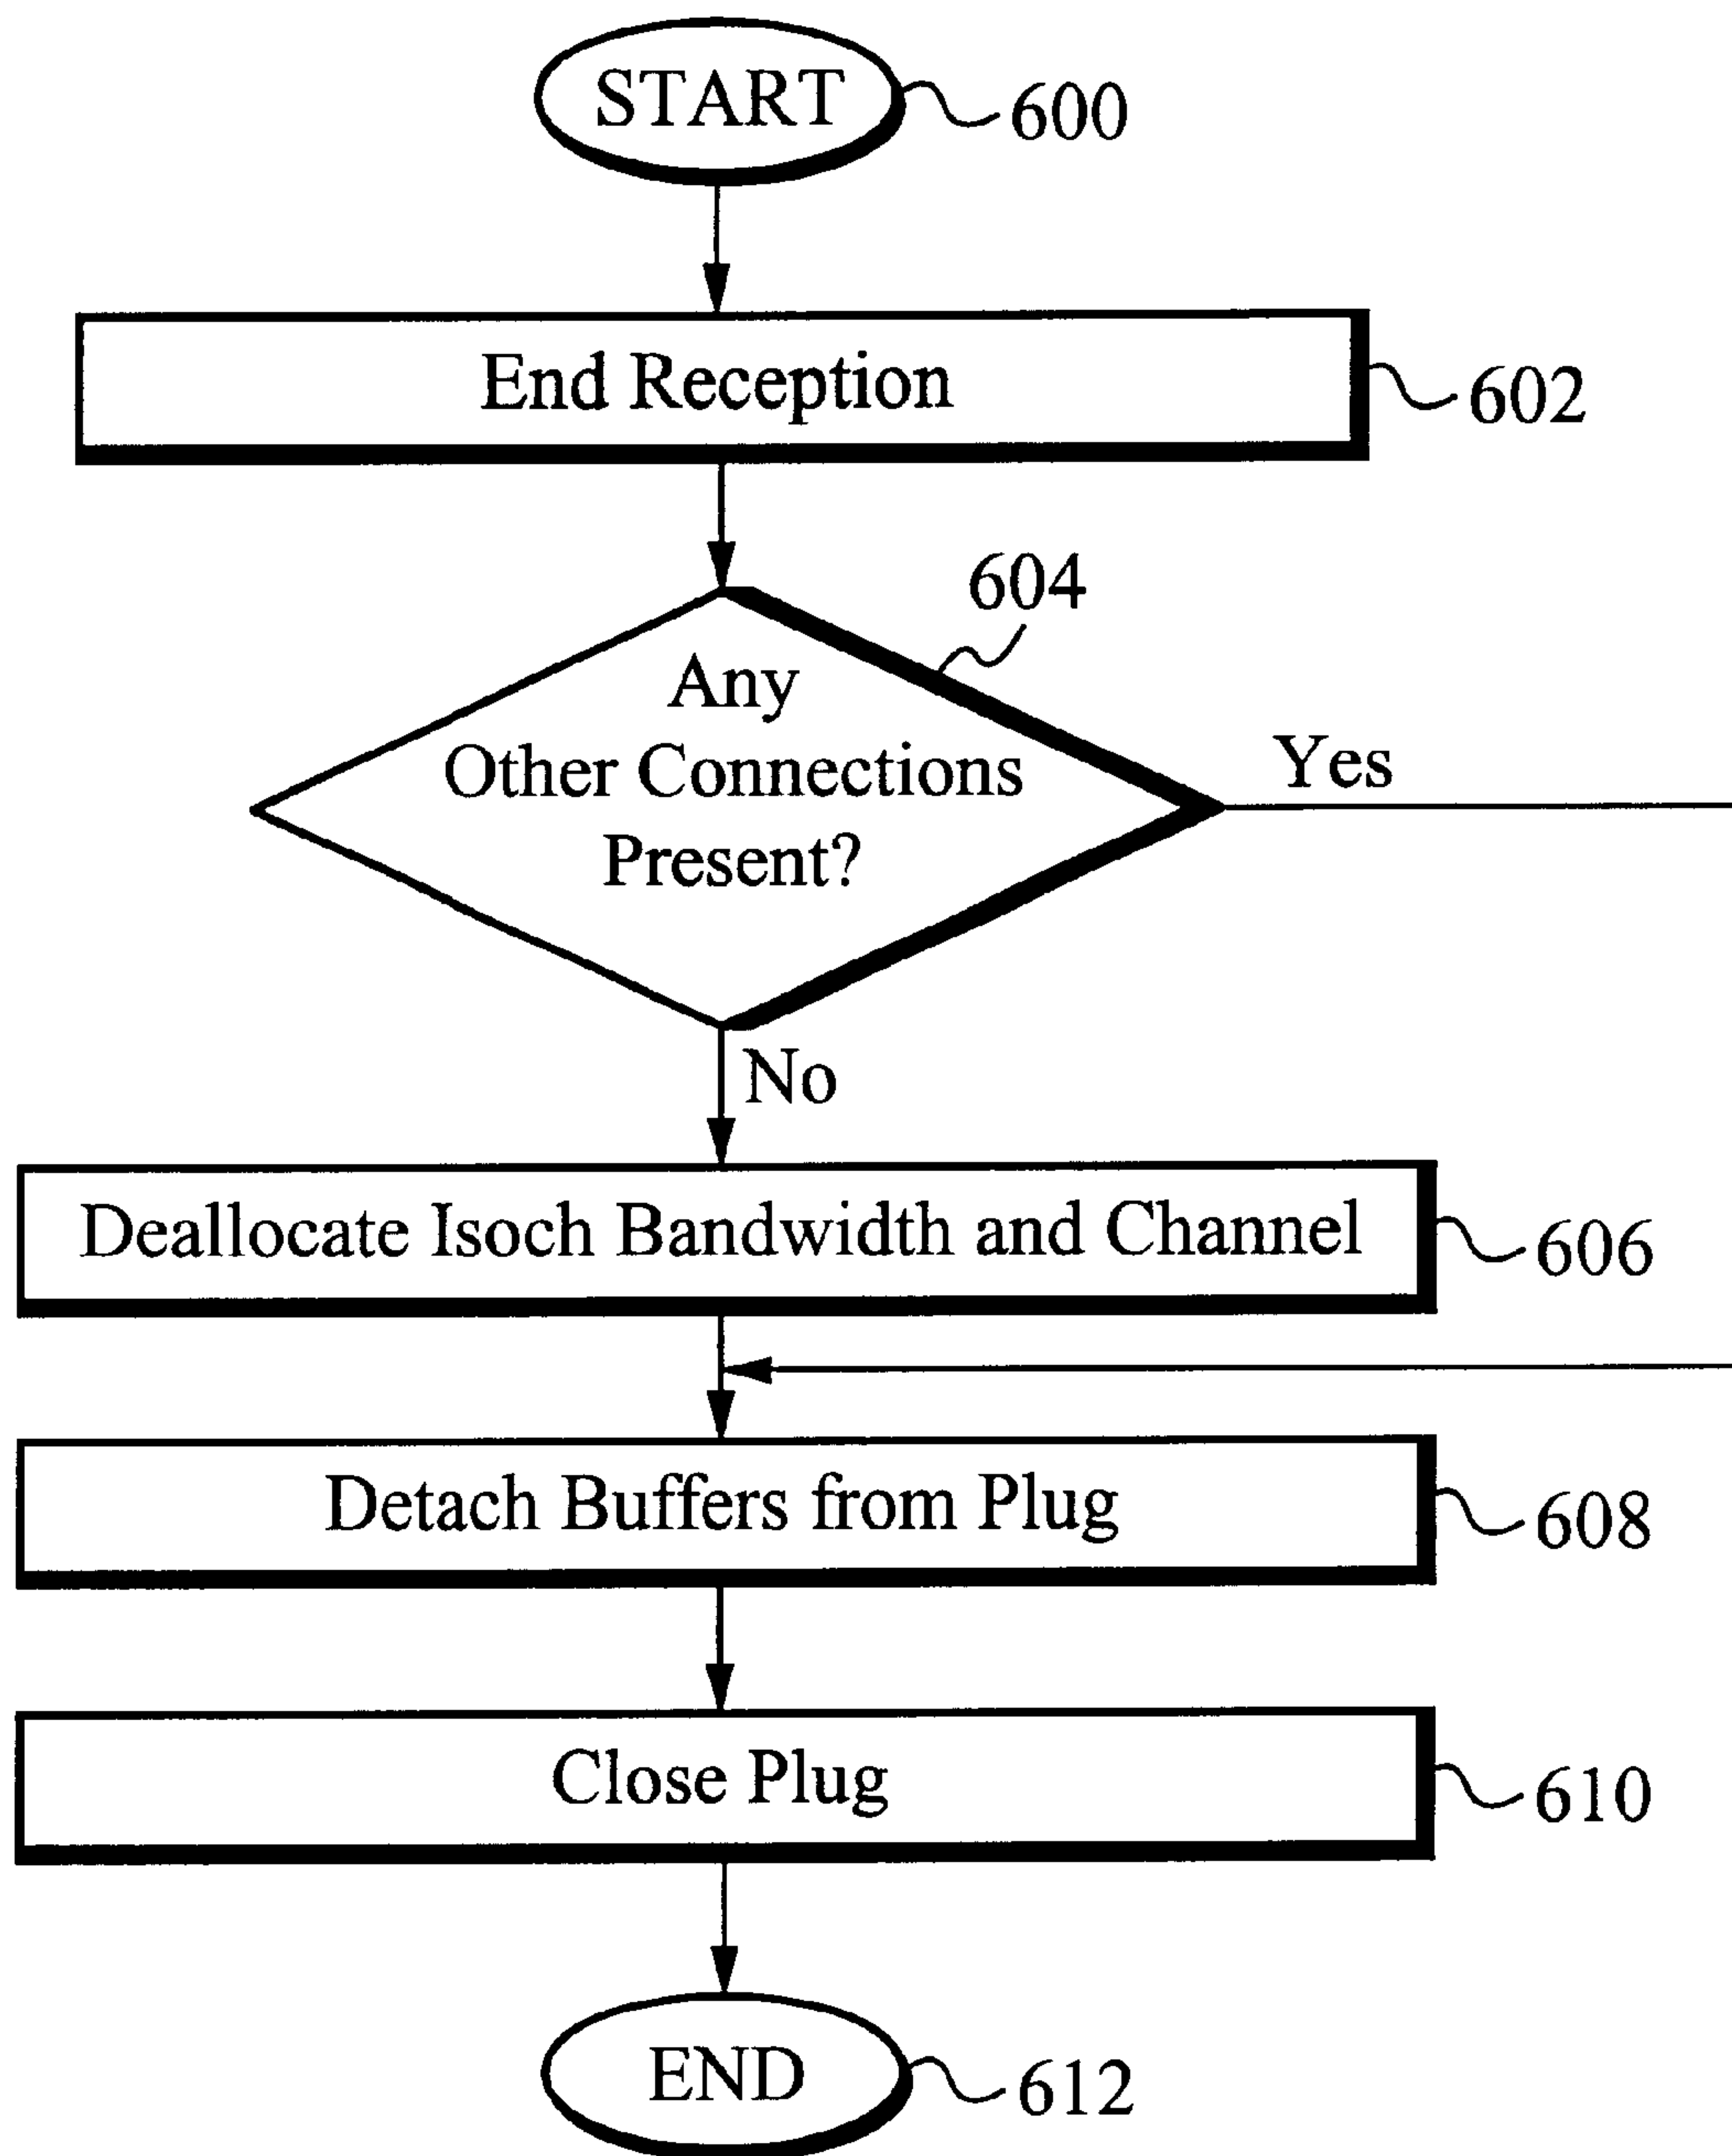 START
600
End Reception
602
604
Any
Other Connections
Present?
Yes
No
Deallocate Isoch Bandwidth and Channel
606
Detach Buffers from Plug
608
Close Plug
610
END
612